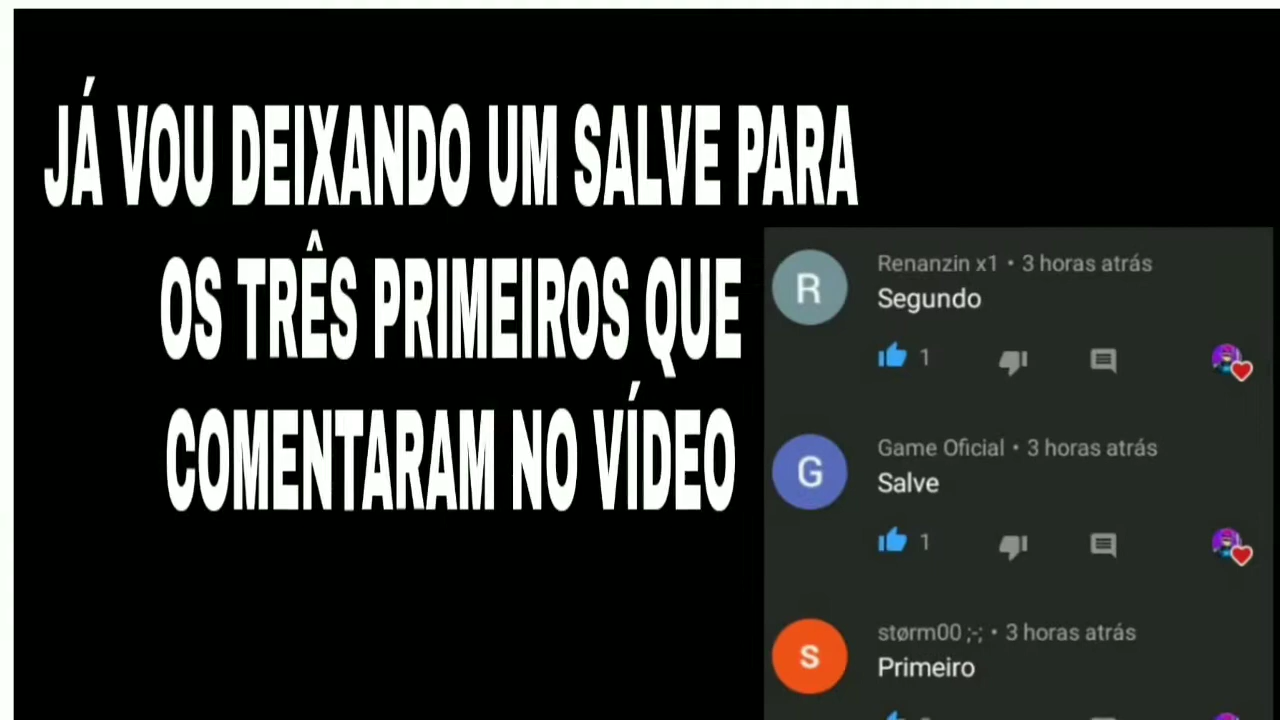 JÁ VOU DEIXANDO UM SALVE PARA
OS TRÊS PRIMEIROS QUE
COMENTARAM NO VÍDEO
R
Renanzin x1 • 3 horas atrás
Segundo
1
G
Game Oficial • 3 horas atrás
Salve
1
S
størm00 ;-; • 3 horas atrás
Primeiro